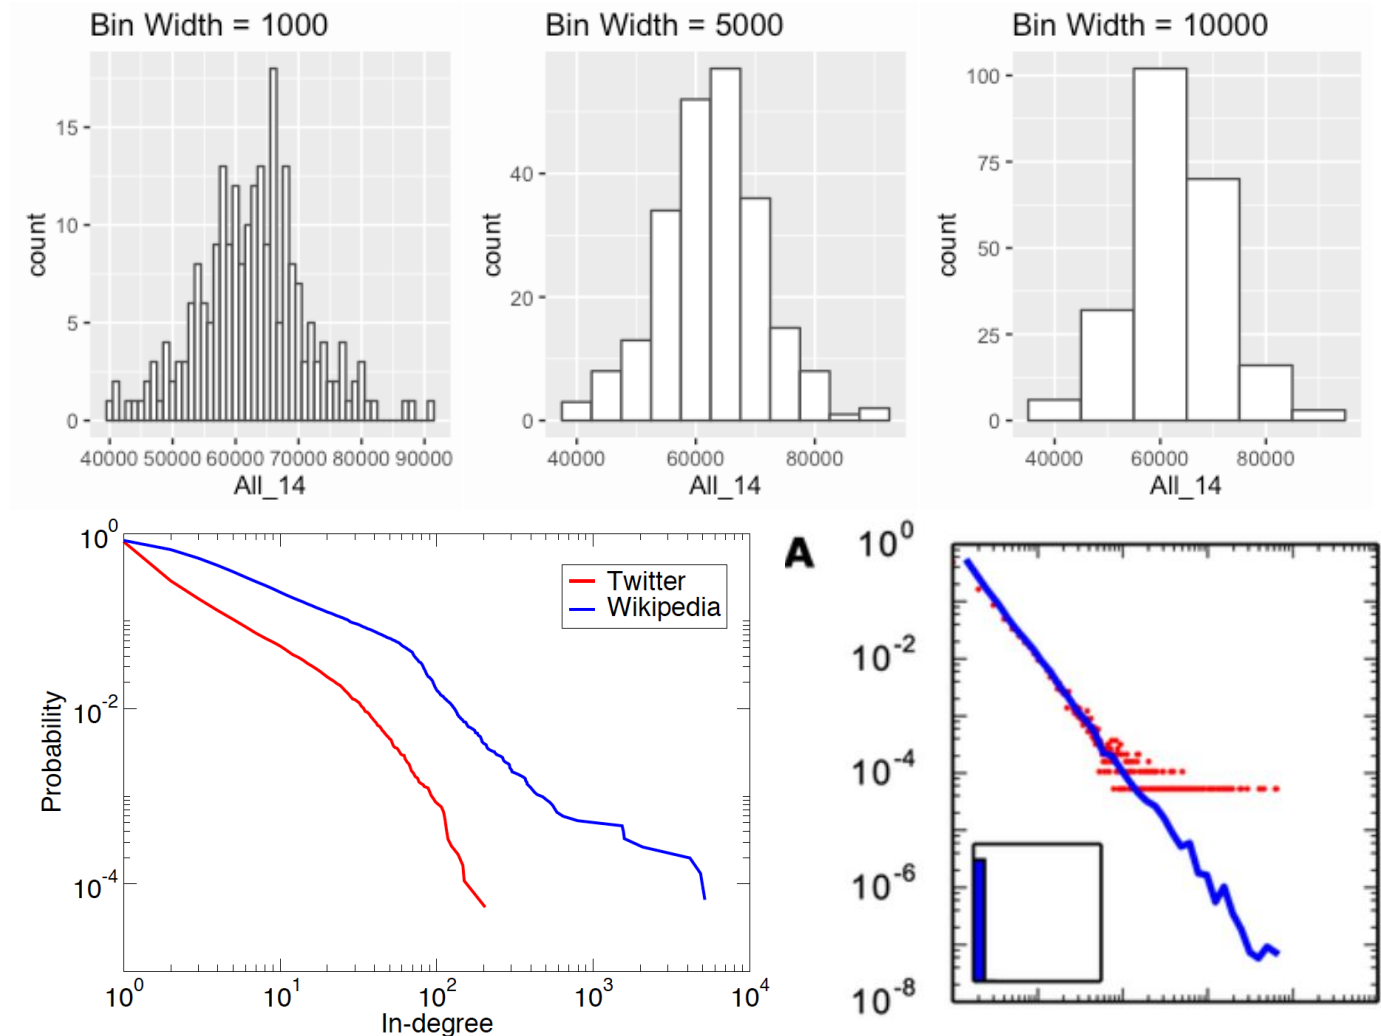 Bin Width = 1000
15
10
5
0
count
40000 50000 60000 70000 80000 90000
All_14
Bin Width = 5000
40
20
0
count
40000 60000 80000
All_14
Bin Width = 10000
100
75
50
25
0
count
40000 60000 80000
All_14
10^0
10^-2
10^-4
Probability
Twitter
Wikipedia
10^0 10^1 10^2 10^3 10^4
In-degree
A
10^0
10^-2
10^-4
10^-6
10^-8